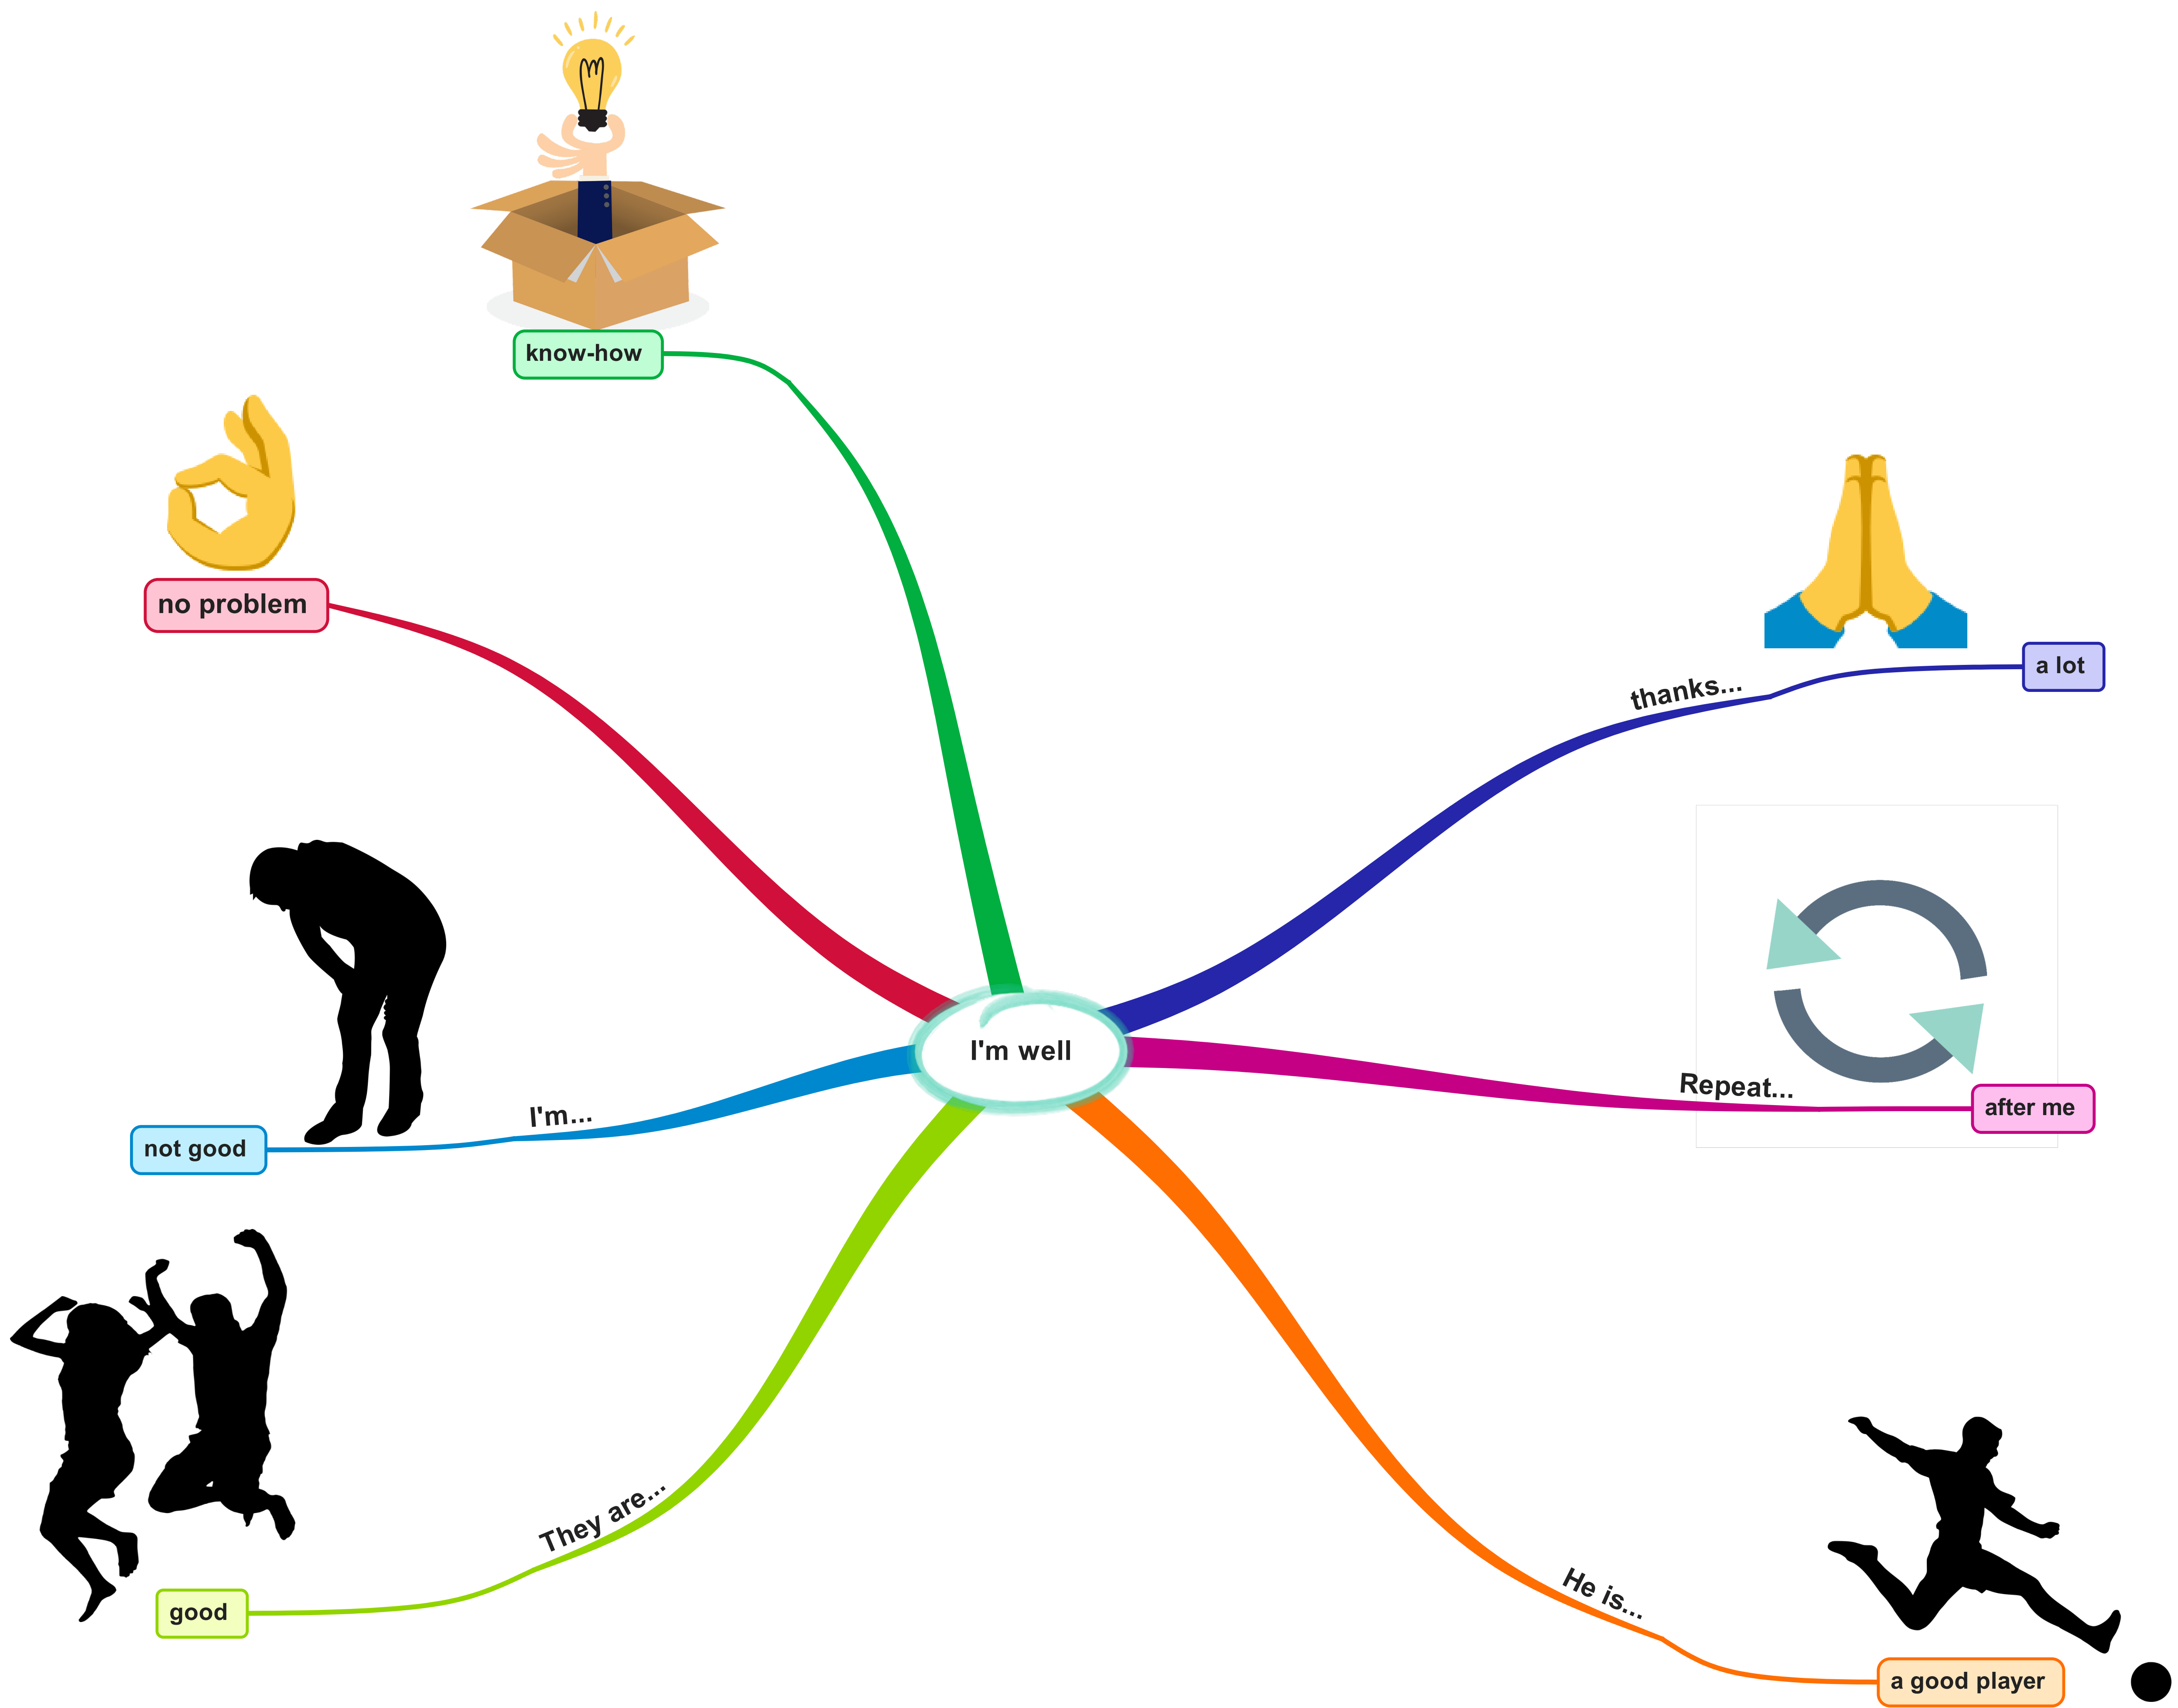 know-how
no problem
thanks...
a lot
I'm well
Repeat...
after me
I'm...
not good
They are...
good
He is...
a good player